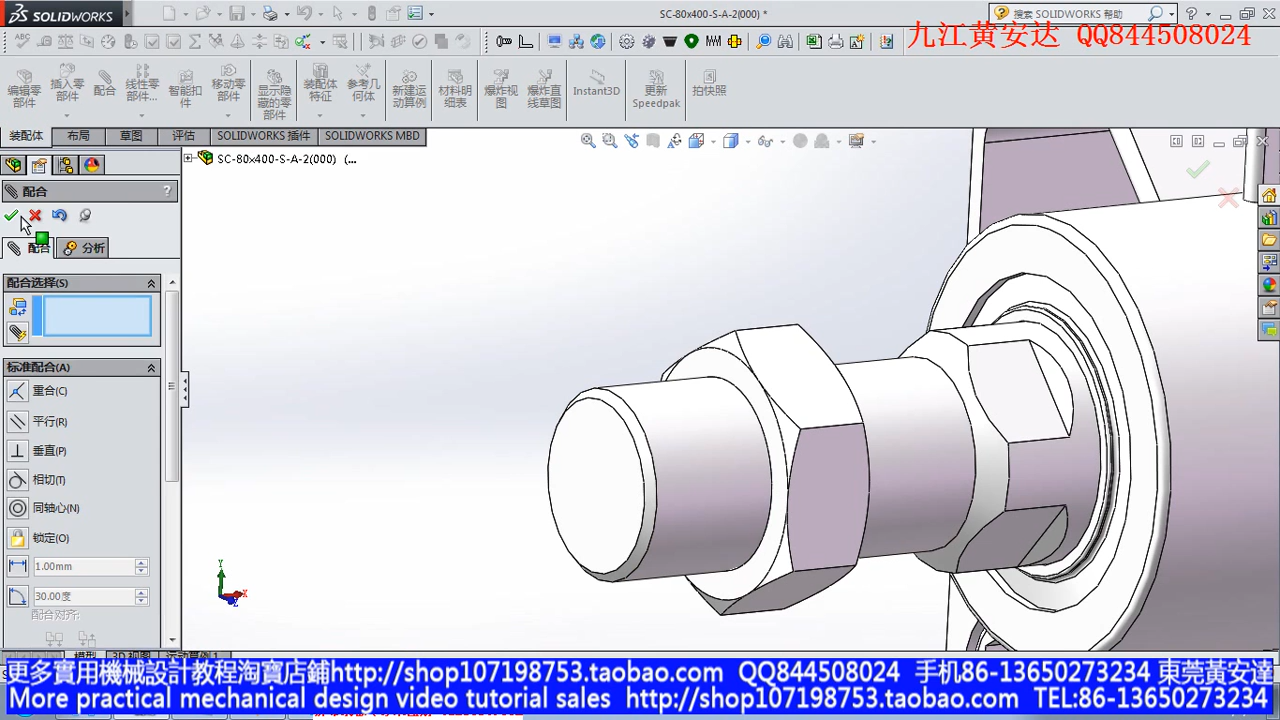 SOLIDWORKS
SC-80x400-S-A-2(000) *
搜索 SOLIDWORKS 帮助
九江黄安达 QQ844508024
编辑零部件
插入零部件
配合
线性零部件...
智能扣件
移动零部件
显示隐藏的零部件
装配体特征
参考几何体
新建运动算例
材料明细表
爆炸视图
爆炸直线草图
Instant3D
更新 Speedpak
拍快照
装配体
布局
草图
评估
SOLIDWORKS 插件
SOLIDWORKS MBD
SC-80x400-S-A-2(000) (...
配合
?
配合
分析
配合选择(S)
标准配合(A)
重合(C)
平行(R)
垂直(P)
相切(T)
同轴心(N)
锁定(O)
1.00mm
30.00度
配合对齐:
Y
X
Z
模型
3D 视图
运动算例1
更多實用機械設計教程淘寶店鋪http://shop107198753.taobao.com QQ844508024 手机86-13650273234 東莞黃安達
More practical mechanical design video tutorial sales http://shop107198753.taobao.com TEL:86-13650273234